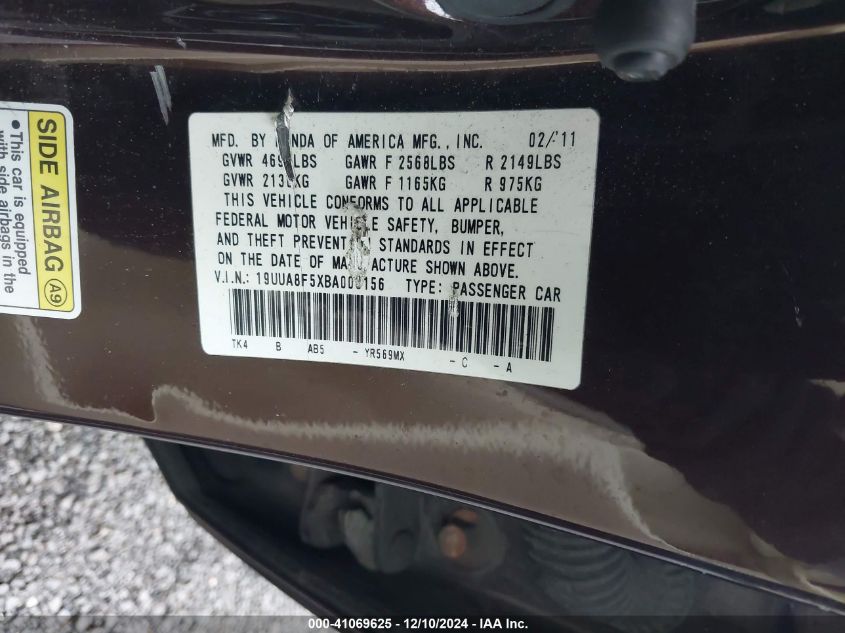 SIDE AIRBAG A9
●This car is equipped
with side airbags in the
MFD. BY OF AMERICA MFG., INC. 02/11
GVWR GAWR F 2568LBS R 2149LBS
GVWR GAWR F 1165KG R 975KG
THIS VEHICLE CONFORMS TO ALL APPLICABLE
FEDERAL MOTOR VEHICLE SAFETY, BUMPER,
AND THEFT PREVENTION STANDARDS IN EFFECT
ON THE DATE OF MANUFACTURE SHOWN ABOVE.
V.I.N.: TYPE: PASSENGER CAR
TK4 B AB5 - YR569MX - C - A
000-41069625 - 12/10/2024 - IAA Inc.